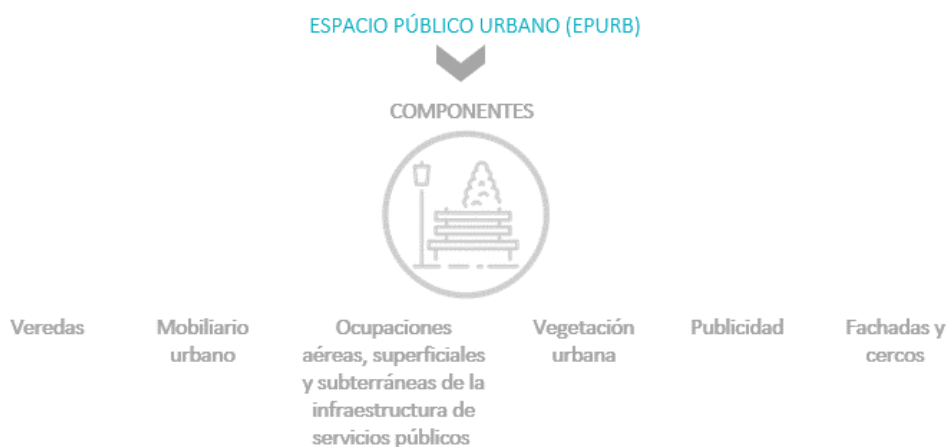 ESPACIO PÚBLICO URBANO (EPURB)
COMPONENTES
Veredas
Mobiliario
urbano
Ocupaciones
aéreas, superficiales
y subterráneas de la
infraestructura de
servicios públicos
Vegetación
urbana
Publicidad
Fachadas y
cercos